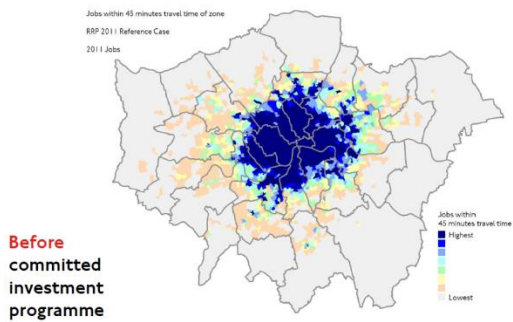 Jobs within 45 minutes travel time of zone
RRP 2011 Reference Case
2011 Jobs
Before
committed
investment
programme
Jobs within
45 minutes travel time
Highest
Lowest